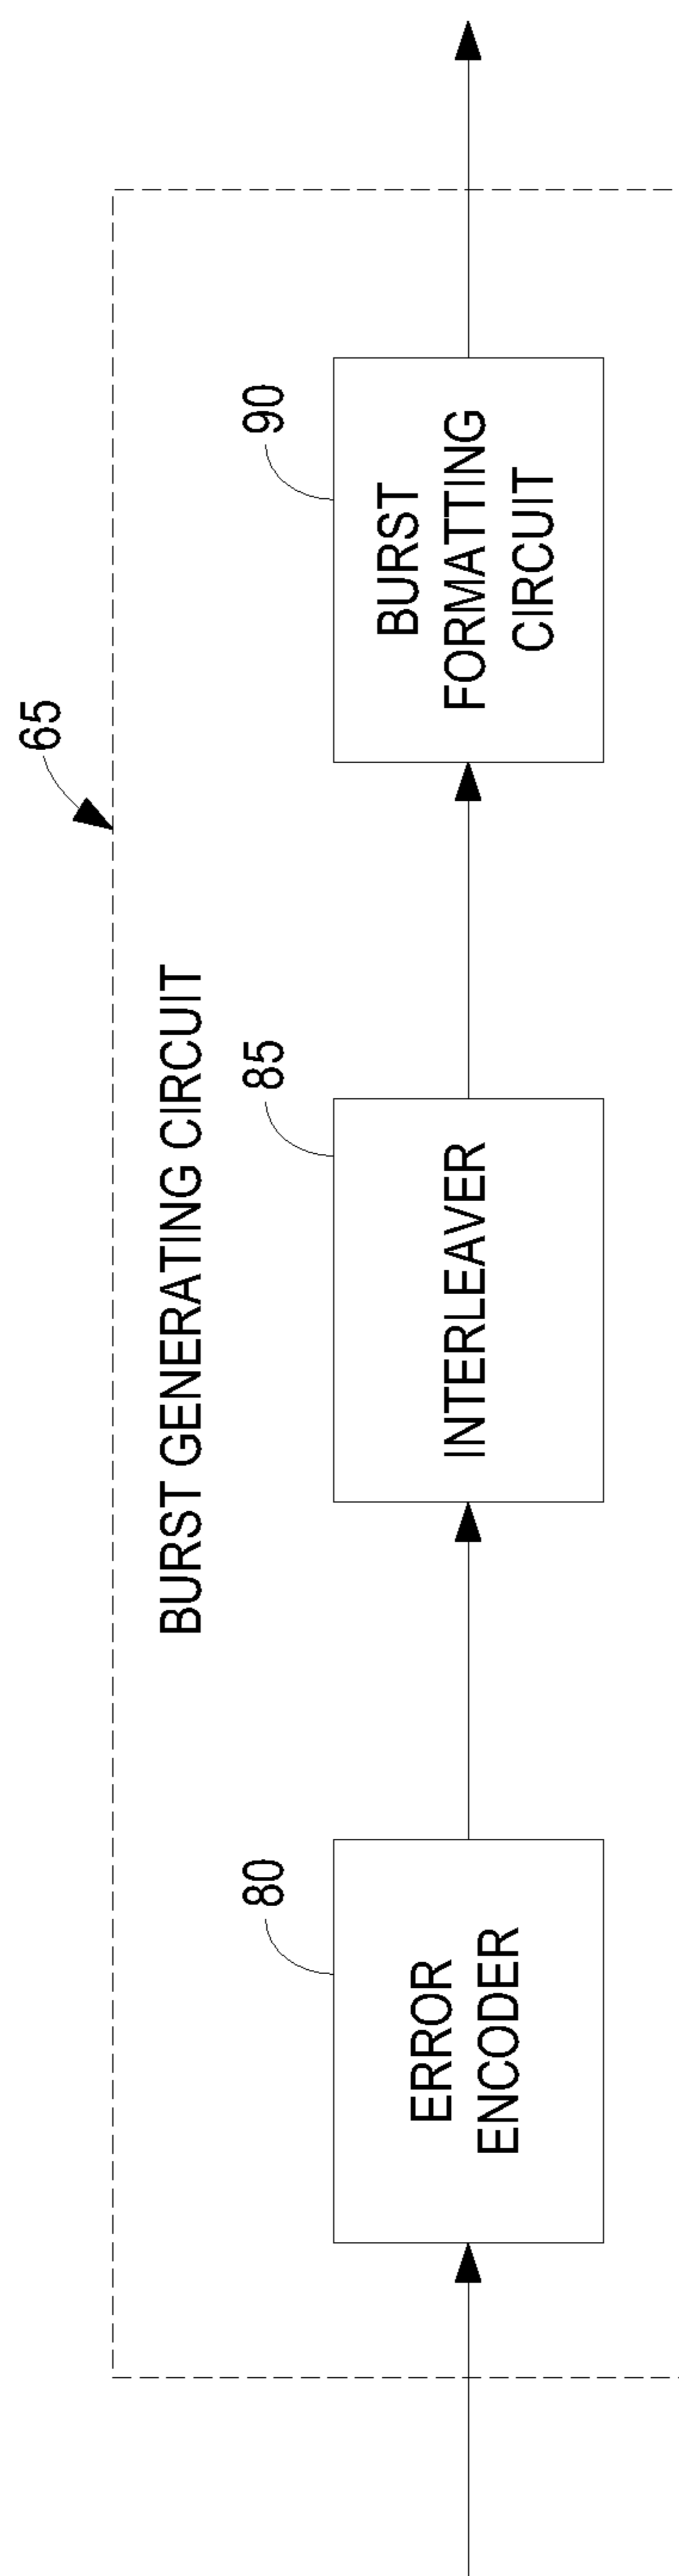 65
BURST GENERATING CIRCUIT
80
ERROR
ENCODER
85
INTERLEAVER
90
BURST
FORMATTING
CIRCUIT